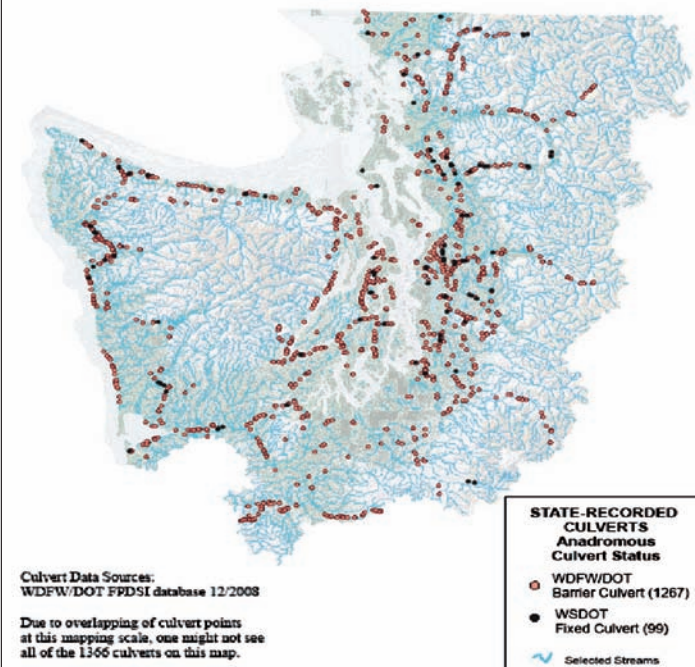 Culvert Data Sources:
WDFW/DOT FPDSI database 12/2008
Due to overlapping of culvert points
at this mapping scale, one might not see
all of the 1366 culverts on this map.
STATE-RECORDED
CULVERTS
Anadromous
Culvert Status
WDFW/DOT
Barrier Culvert (1267)
WSDOT
Fixed Culvert (99)
Selected Streams